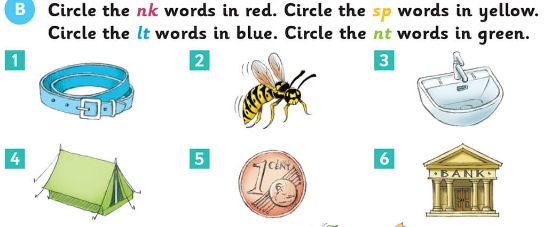 B Circle the nk words in red. Circle the sp words in yellow.
Circle the lt words in blue. Circle the nt words in green.
1 2 3
4 5 6
1 CENT BANK